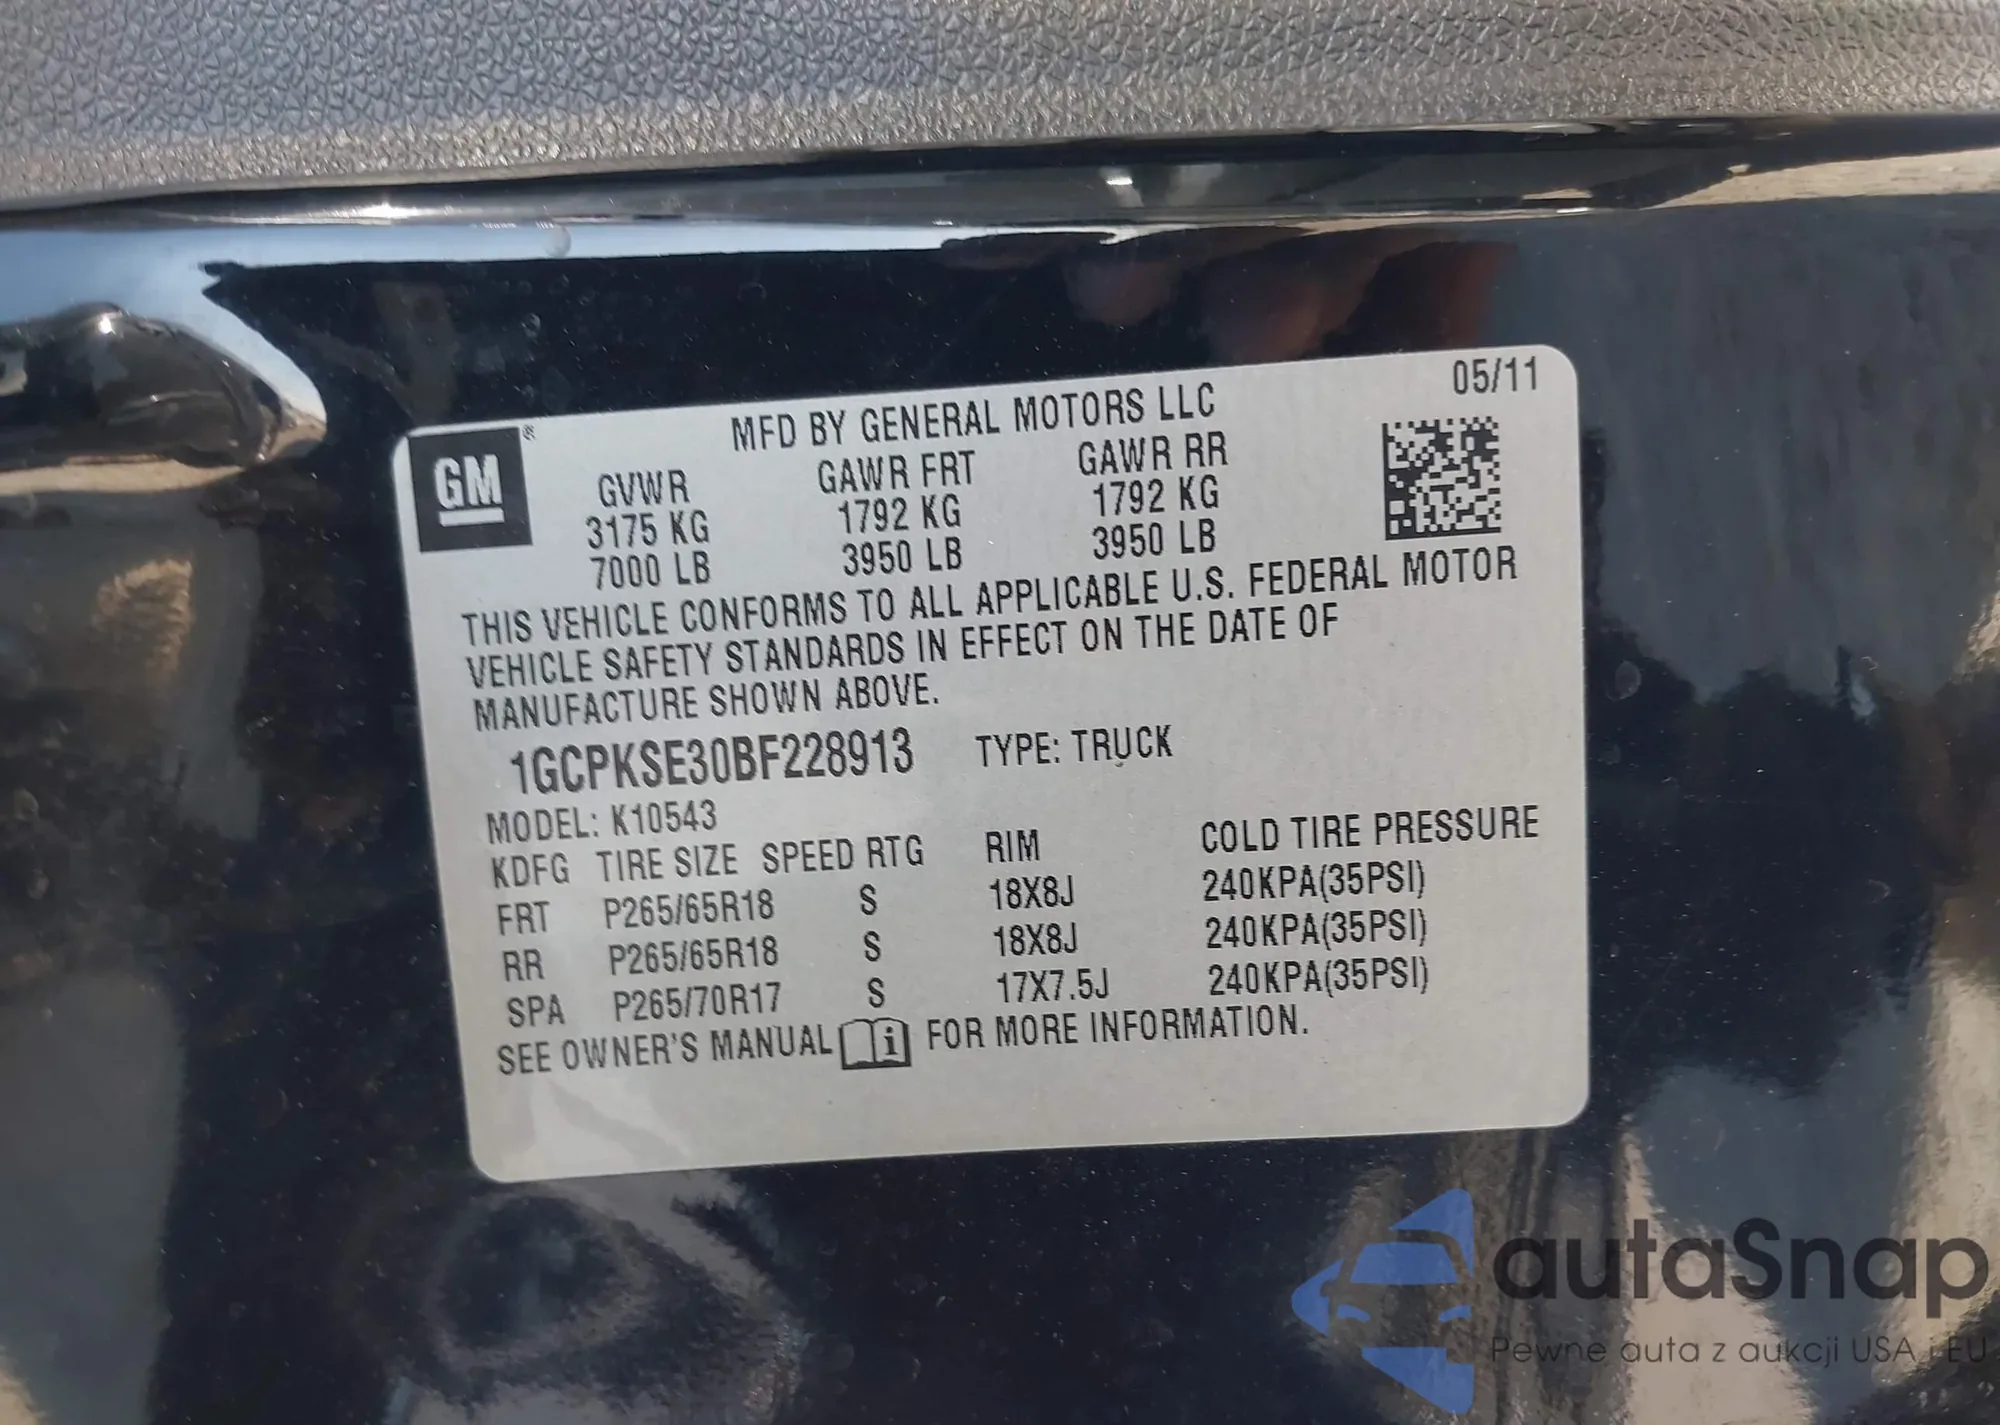 05/11
MFD BY GENERAL MOTORS LLC
GM®
GVWR GAWR FRT GAWR RR
3175 KG 1792 KG 1792 KG
7000 LB 3950 LB 3950 LB
THIS VEHICLE CONFORMS TO ALL APPLICABLE U.S. FEDERAL MOTOR
VEHICLE SAFETY STANDARDS IN EFFECT ON THE DATE OF
MANUFACTURE SHOWN ABOVE.
1GCPKSE30BF228913 TYPE: TRUCK
MODEL: K10543
KDFG TIRE SIZE SPEED RTG RIM COLD TIRE PRESSURE
FRT P265/65R18 S 18X8J 240KPA(35PSI)
RR P265/65R18 S 18X8J 240KPA(35PSI)
SPA P265/70R17 S 17X7.5J 240KPA(35PSI)
SEE OWNER'S MANUAL i FOR MORE INFORMATION.
autaSnap
Pewne auta z aukcji USA i EU